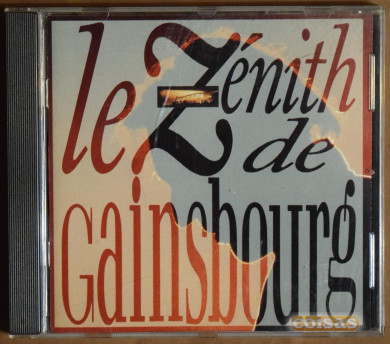 le Zénith
de
Gainsbourg
coisas